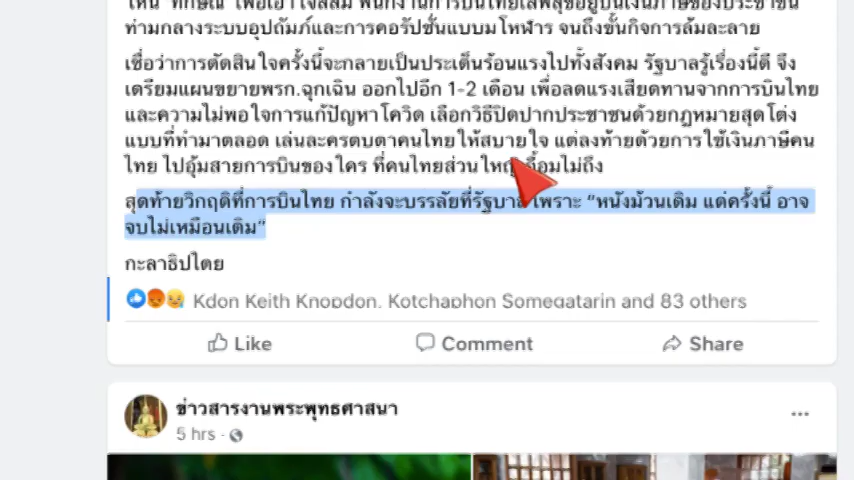 พนักงานการบินไทยเสพสุขอยู่บนเงินภาษีของประชาชน
ท่ามกลางระบบอุปถัมภ์และการคอรัปชั่นแบบมโหฬาร จนถึงขั้นกิจการล้มละลาย
เชื่อว่าการตัดสินใจครั้งนี้จะกลายเป็นประเด็นร้อนแรงไปทั้งสังคม รัฐบาลรู้เรื่องนี้ดี จึง
เตรียมแผนขยายพรก.ฉุกเฉิน ออกไปอีก 1-2 เดือน เพื่อลดแรงเสียดทานจากการบินไทย
และความไม่พอใจการแก้ปัญหาโควิด เลือกวิธีปิดปากประชาชนด้วยกฎหมายสุดโต่ง
แบบที่ทำมาตลอด เล่นละครตบตาคนไทยให้สบายใจ แต่ลงท้ายด้วยการใช้เงินภาษีคน
ไทย ไปอุ้มสายการบินของใคร ที่คนไทยส่วนใหญ่เอื้อมไม่ถึง
สุดท้ายวิกฤติที่การบินไทย กำลังจะบรรลัยที่รัฐบาล เพราะ "หนังม้วนเดิม แต่ครั้งนี้ อาจ
จบไม่เหมือนเดิม"
กะลาธิปไตย
Kdon Keith Knopdon, Kotchaphon Somegatarin and 83 others
Like Comment Share
ข่าวสารงานพระพุทธศาสนา
5 hrs